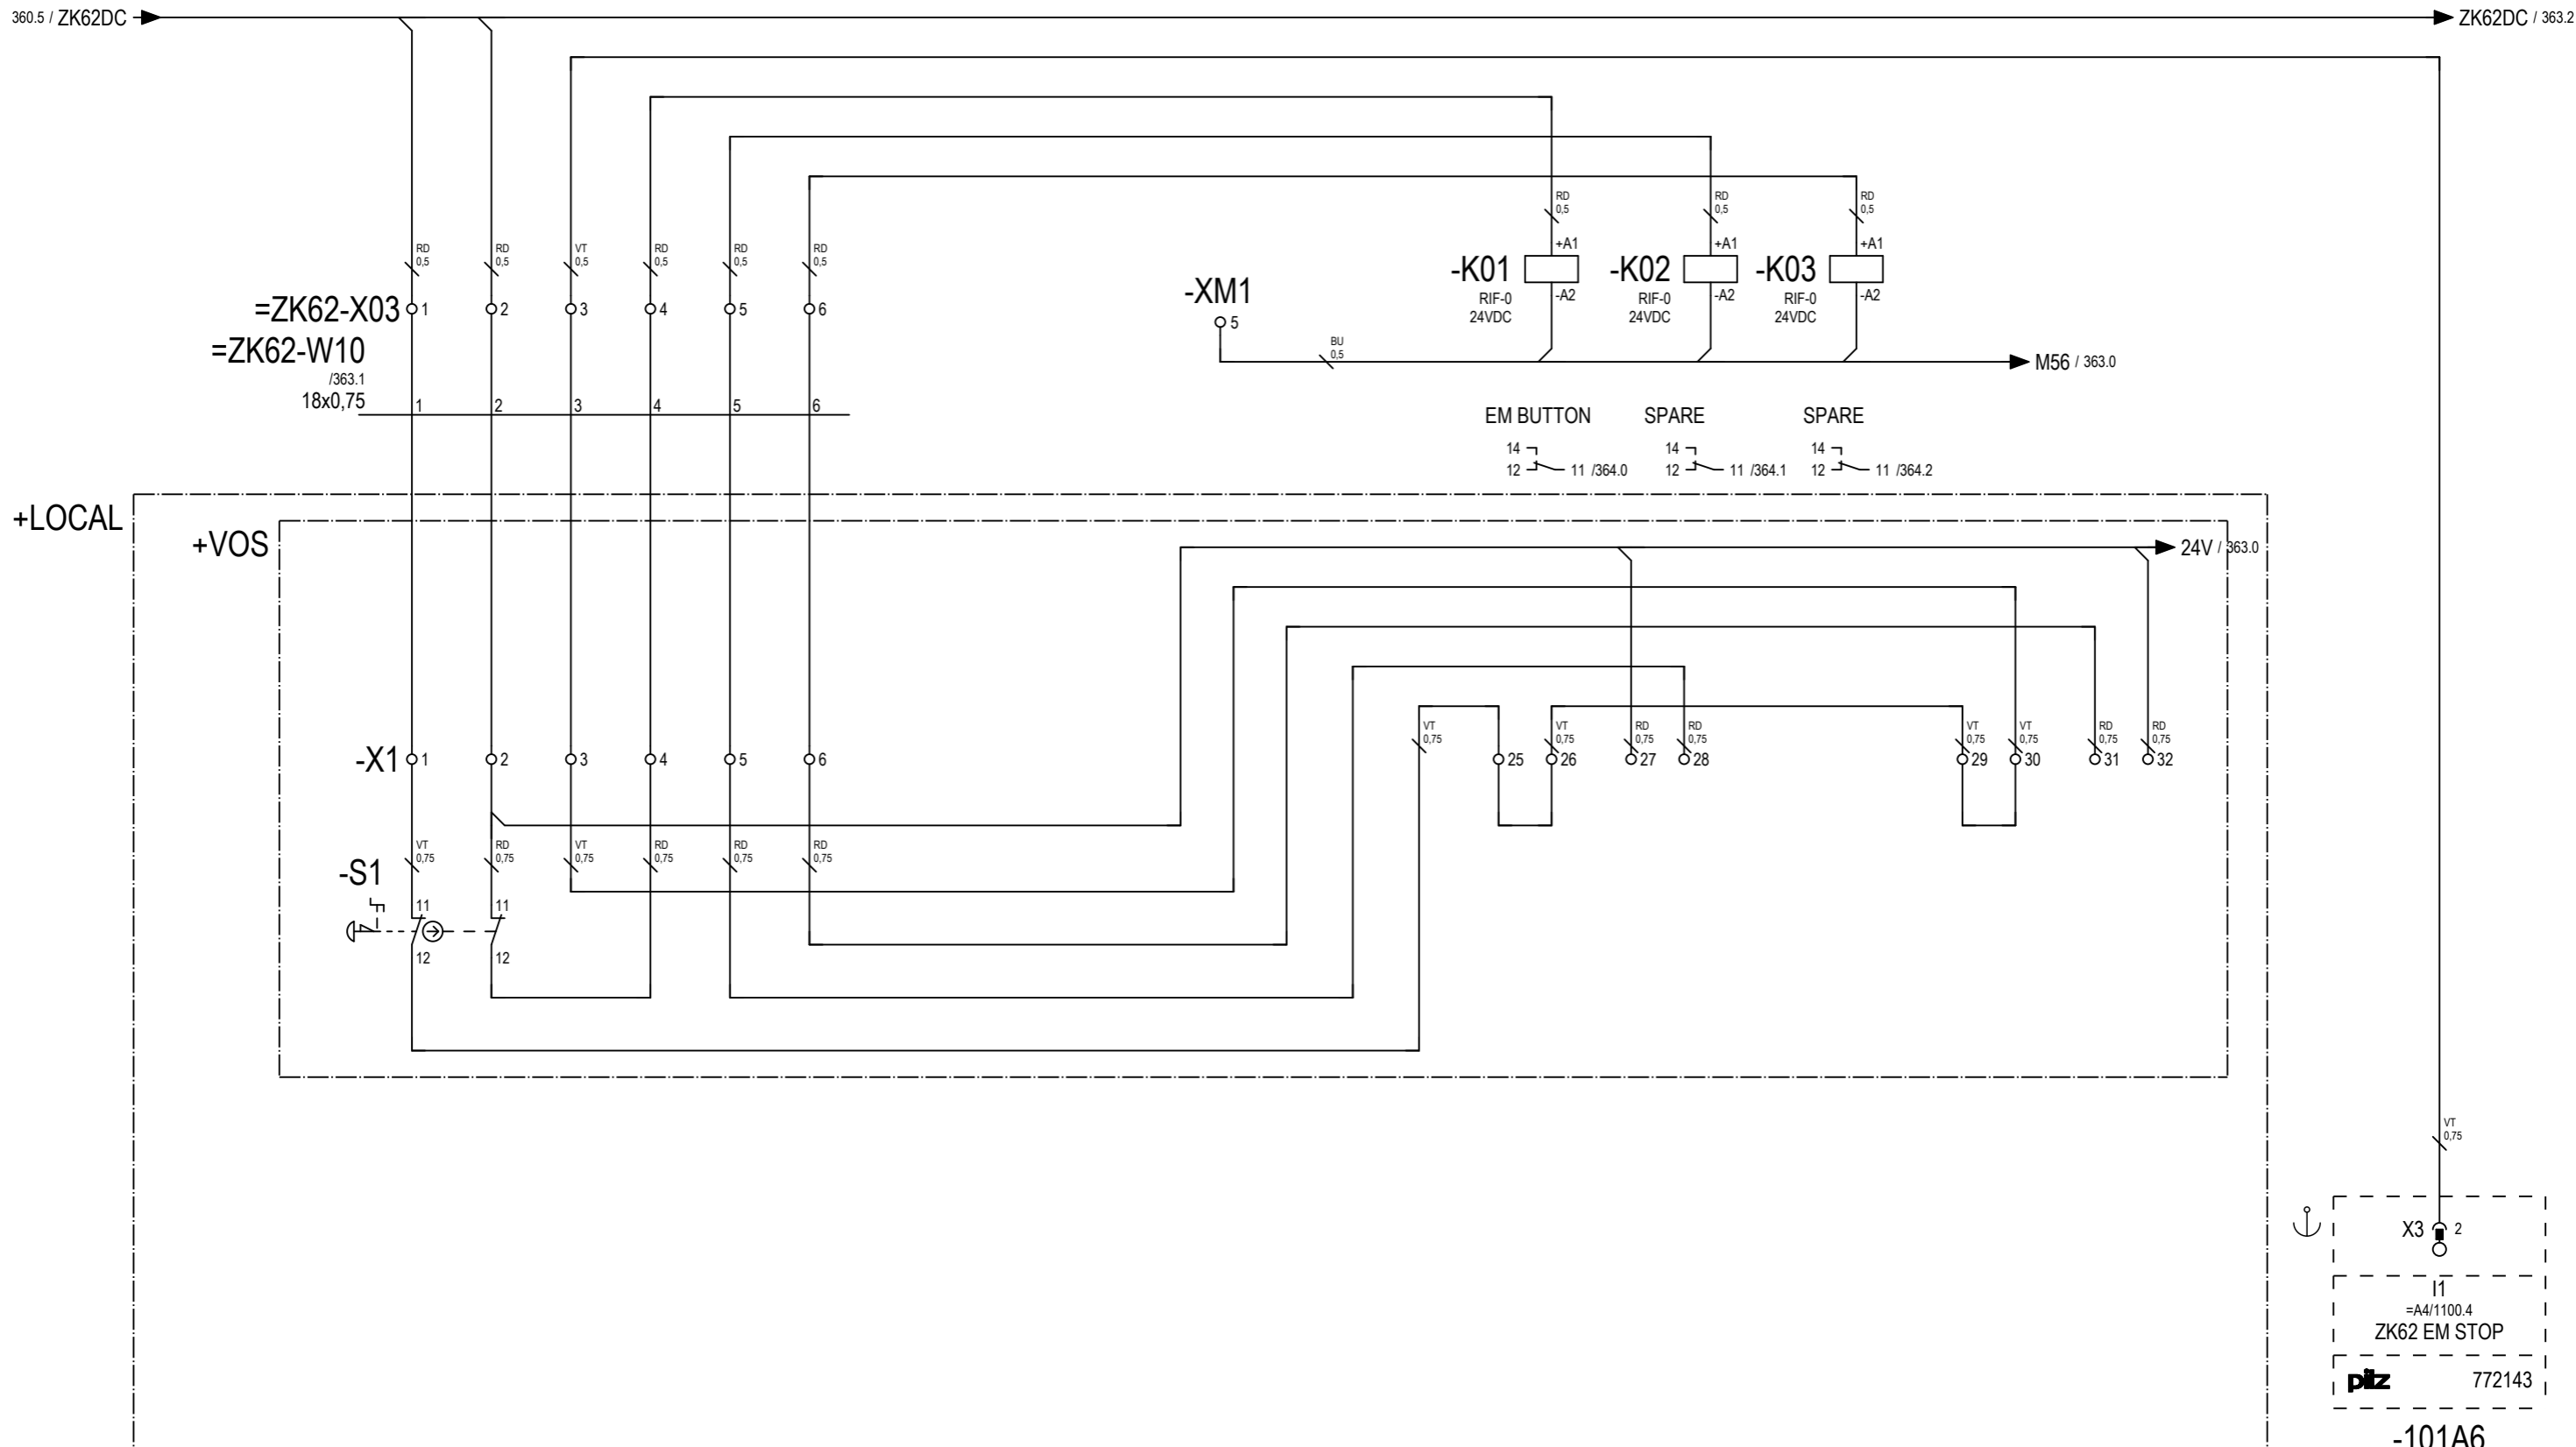 360.5 / ZK62DC
ZK62DC / 363.2
RD 0,5
RD 0,5
RD 0,5
+A1
+A1
+A1
-K01
-K02
-K03
RIF-0
24VDC
-A2
RIF-0
24VDC
-A2
RIF-0
24VDC
-A2
RD 0,5
RD 0,5
VT 0,5
RD 0,5
RD 0,5
RD 0,5
=ZK62-X03
1
2
3
4
5
6
-XM1
5
BU 0,5
M56 / 363.0
=ZK62-W10
/363.1
18x0,75
1
2
3
4
5
6
EM BUTTON
SPARE
SPARE
14
12
11 /364.0
14
12
11 /364.1
14
12
11 /364.2
+LOCAL
+VOS
24V / 363.0
VT 0,75
VT 0,75
RD 0,75
RD 0,75
VT 0,75
VT 0,75
RD 0,75
RD 0,75
-X1
1
2
3
4
5
6
25
26
27
28
29
30
31
32
VT 0,75
RD 0,75
VT 0,75
RD 0,75
RD 0,75
RD 0,75
-S1
11
11
12
12
VT 0,75
X3
2
I1
=A4/1100.4
ZK62 EM STOP
pilz
772143
-101A6